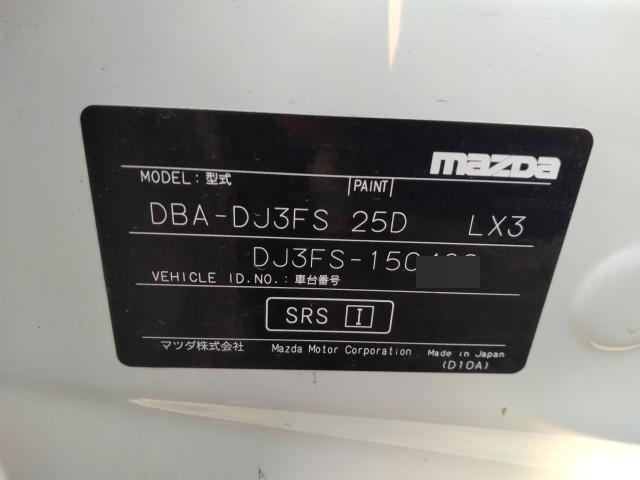 mazda
MODEL:型式 PAINT
DBA-DJ3FS 25D LX3
DJ3FS-150
VEHICLE ID.NO.:車台番号
SRS I
マツダ株式会社 Mazda Motor Corporation Made in Japan
(D10A)